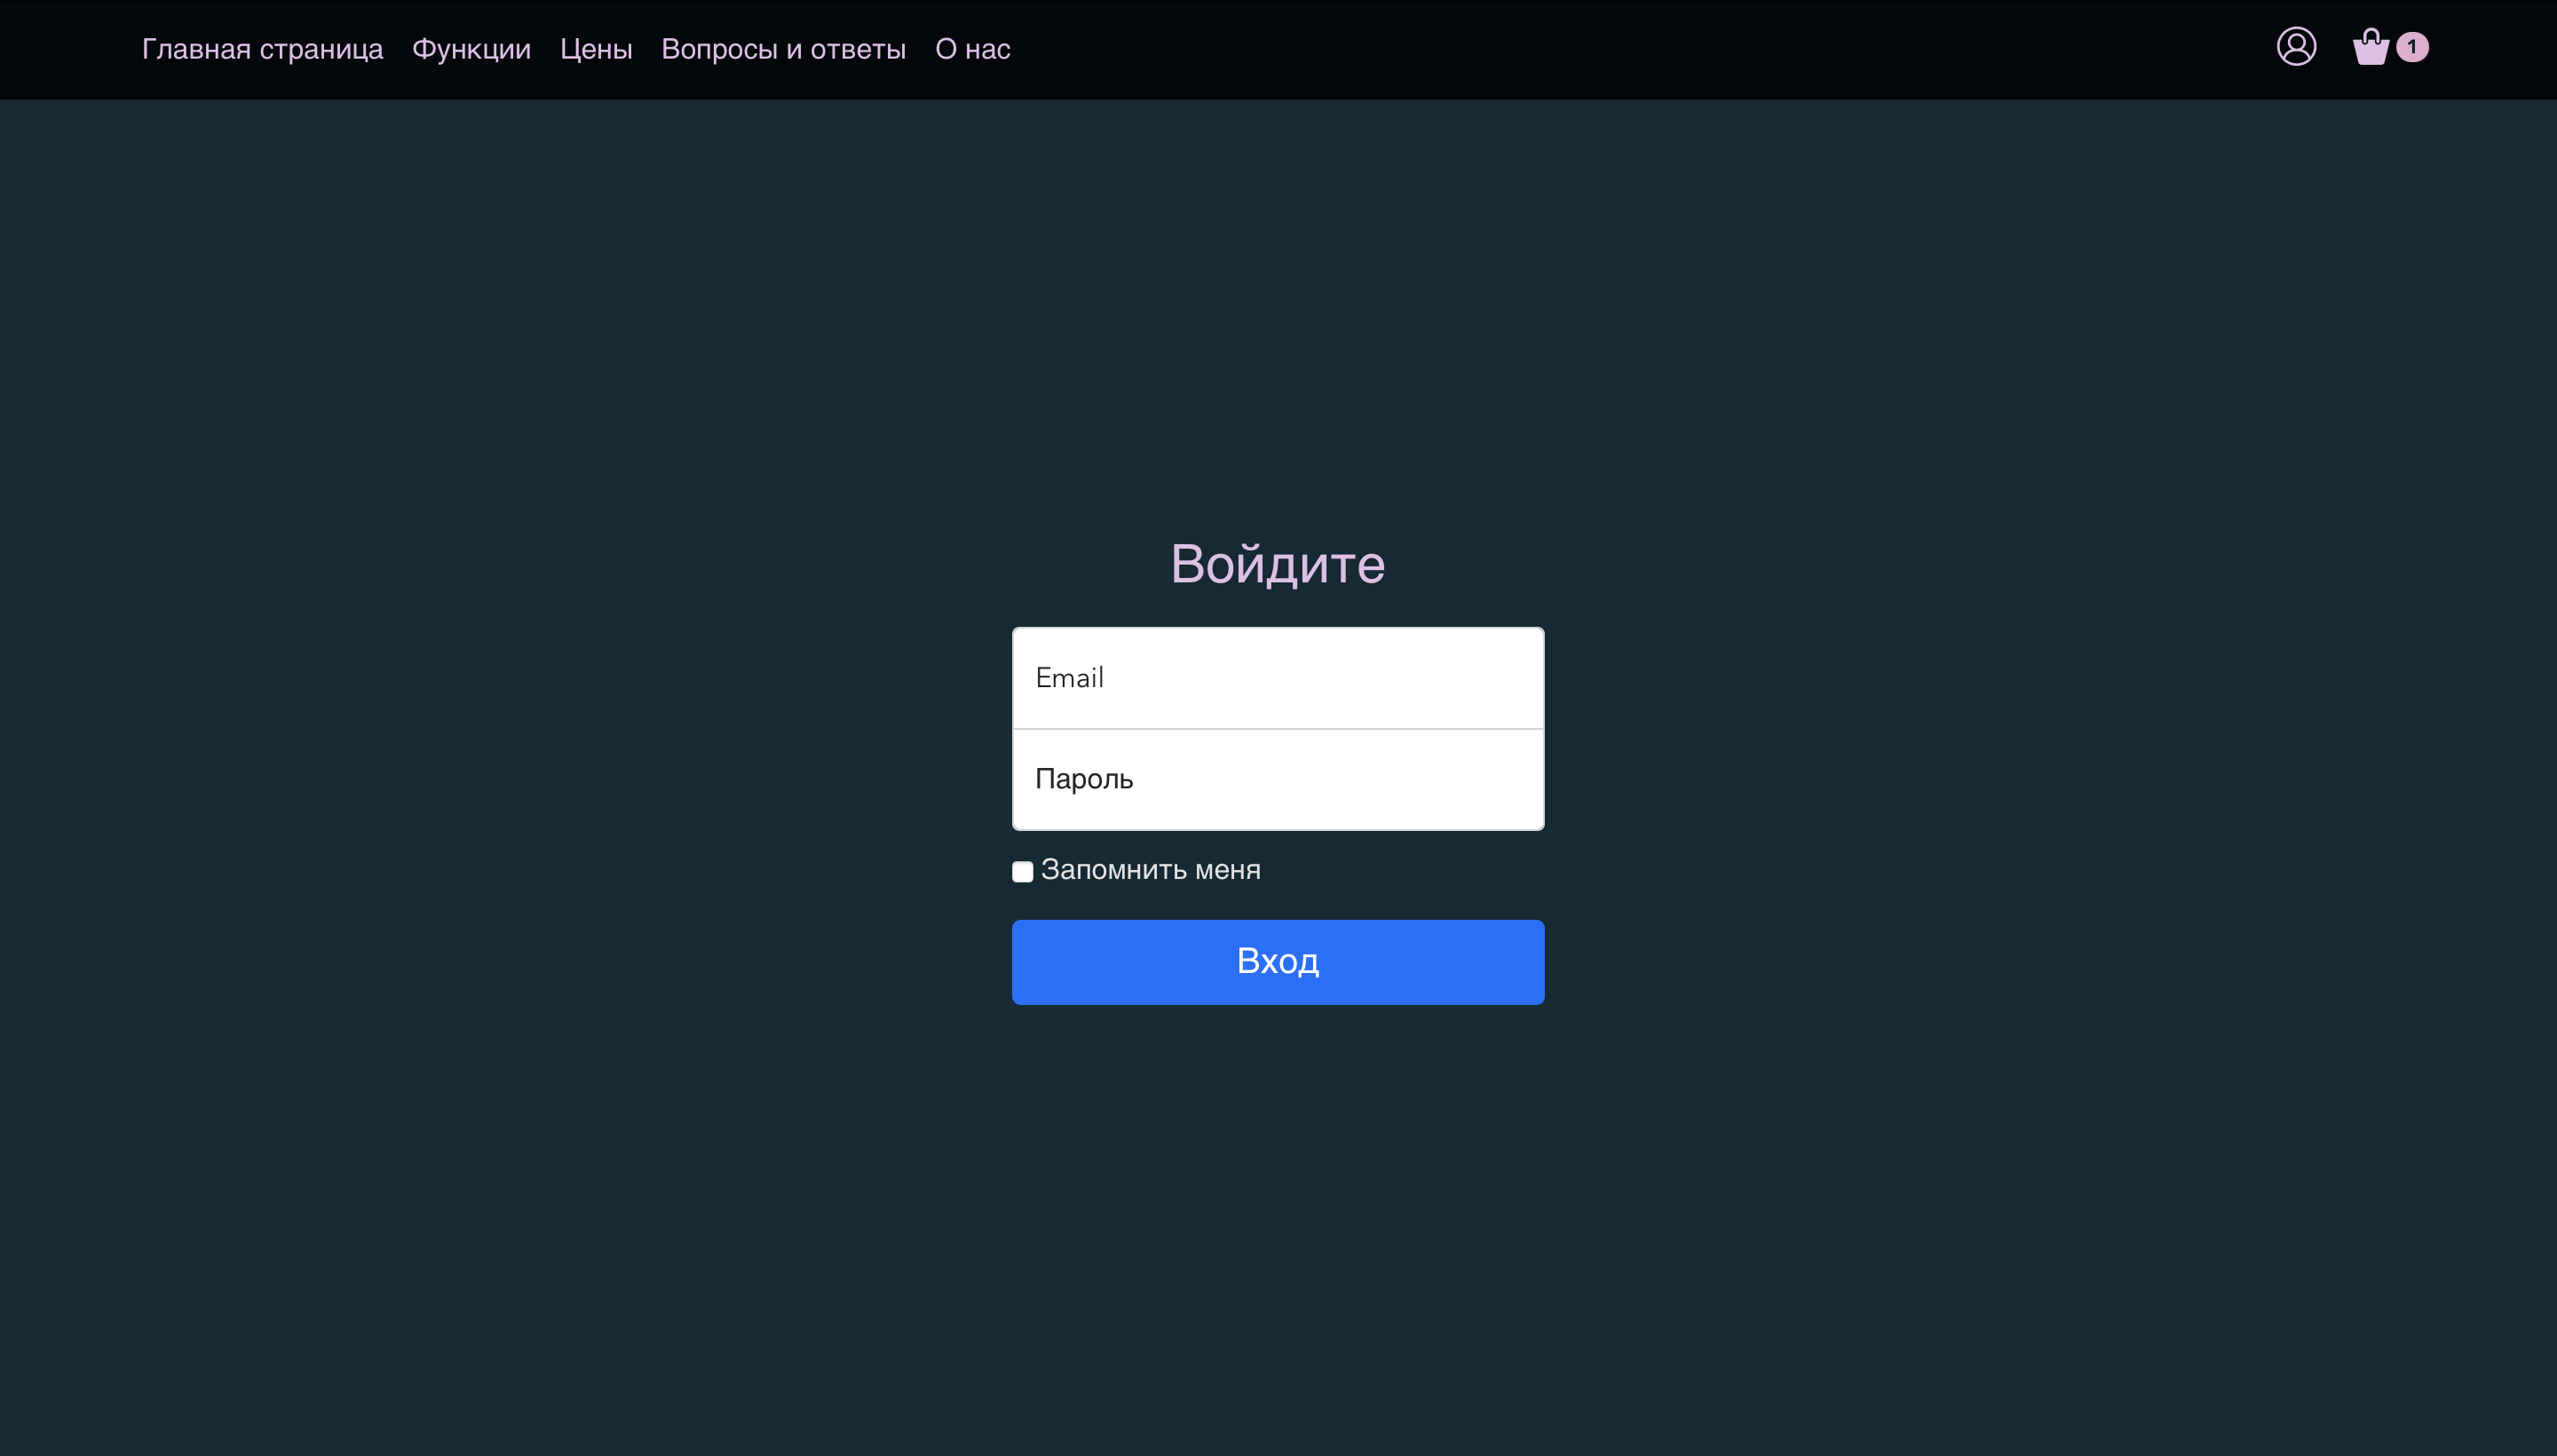 Главная страница Функции Цены Вопросы и ответы О нас 1
Войдите
Email
Пароль
Запомнить меня
Вход